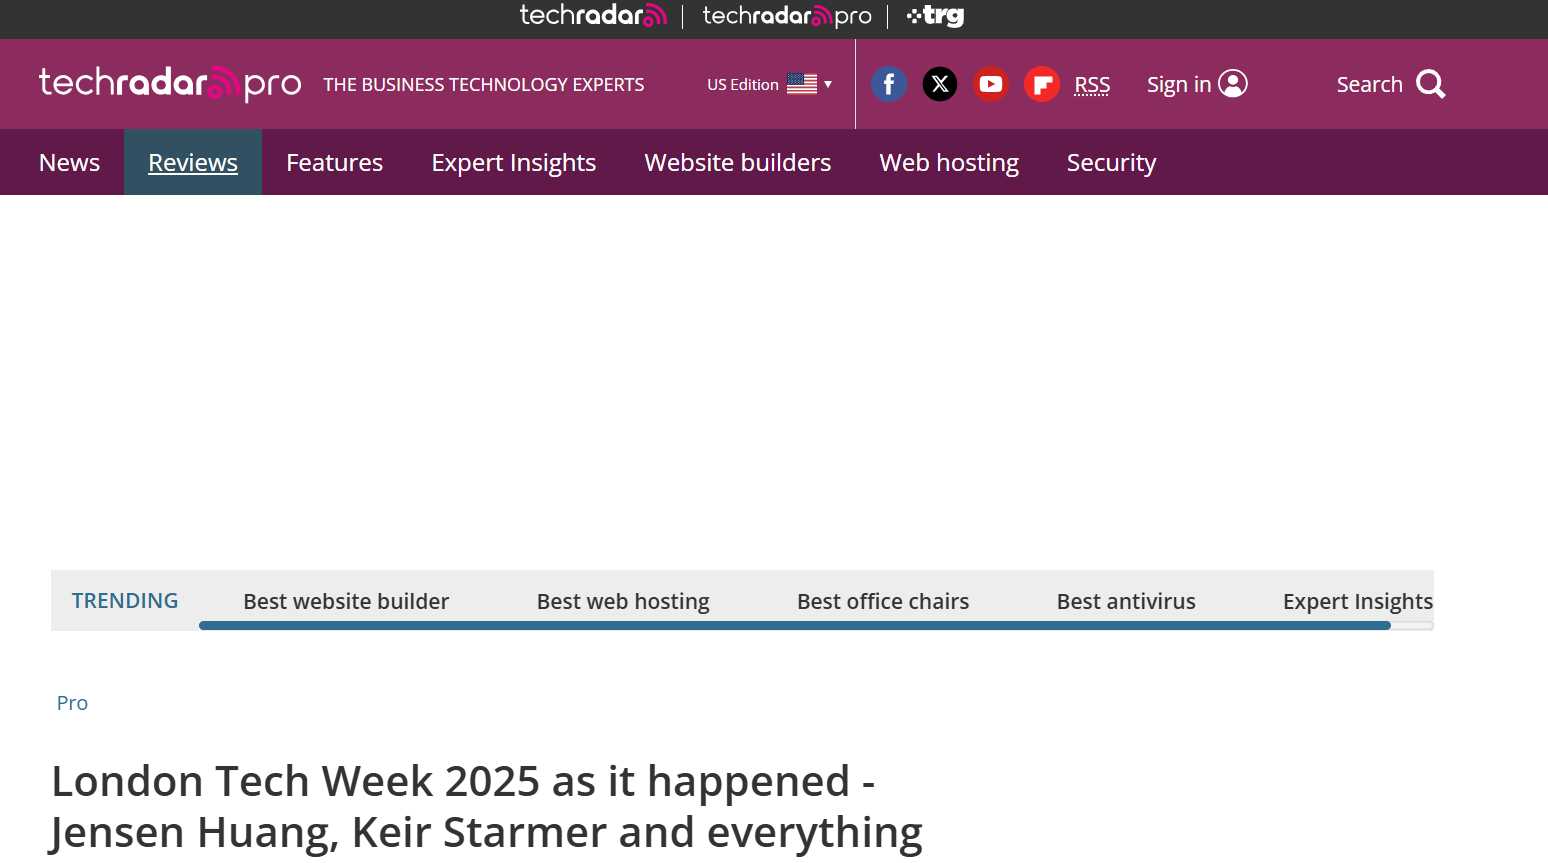 techradar techradar pro trg
techradar pro THE BUSINESS TECHNOLOGY EXPERTS US Edition RSS Sign in Search
News Reviews Features Expert Insights Website builders Web hosting Security
TRENDING Best website builder Best web hosting Best office chairs Best antivirus Expert Insights
Pro
London Tech Week 2025 as it happened -
Jensen Huang, Keir Starmer and everything